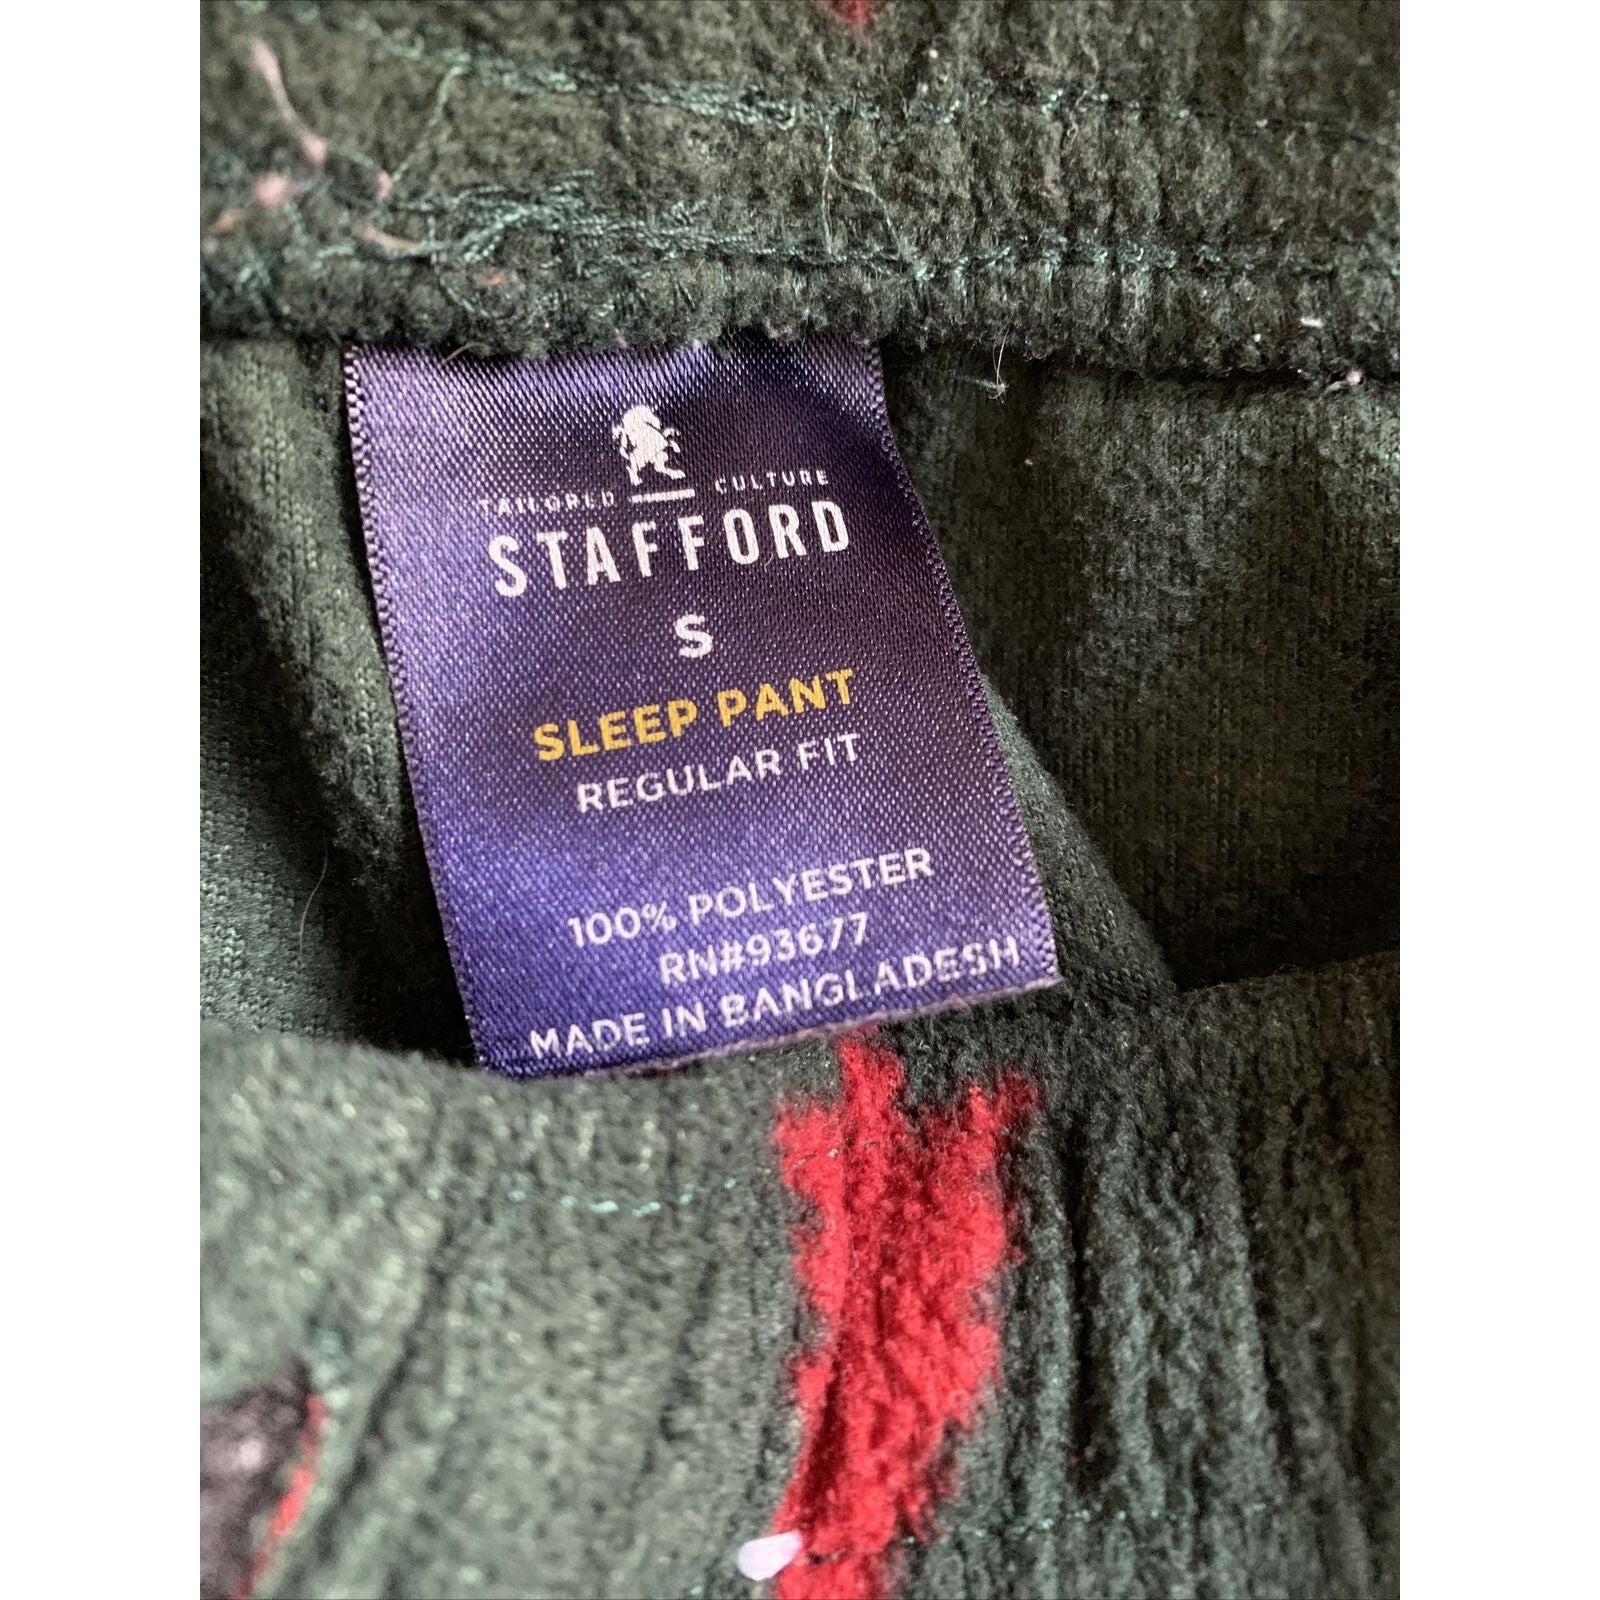 TAILORED CULTURE
STAFFORD
S
SLEEP PANT
REGULAR FIT
100% POLYESTER
RN#93677
MADE IN BANGLADESH